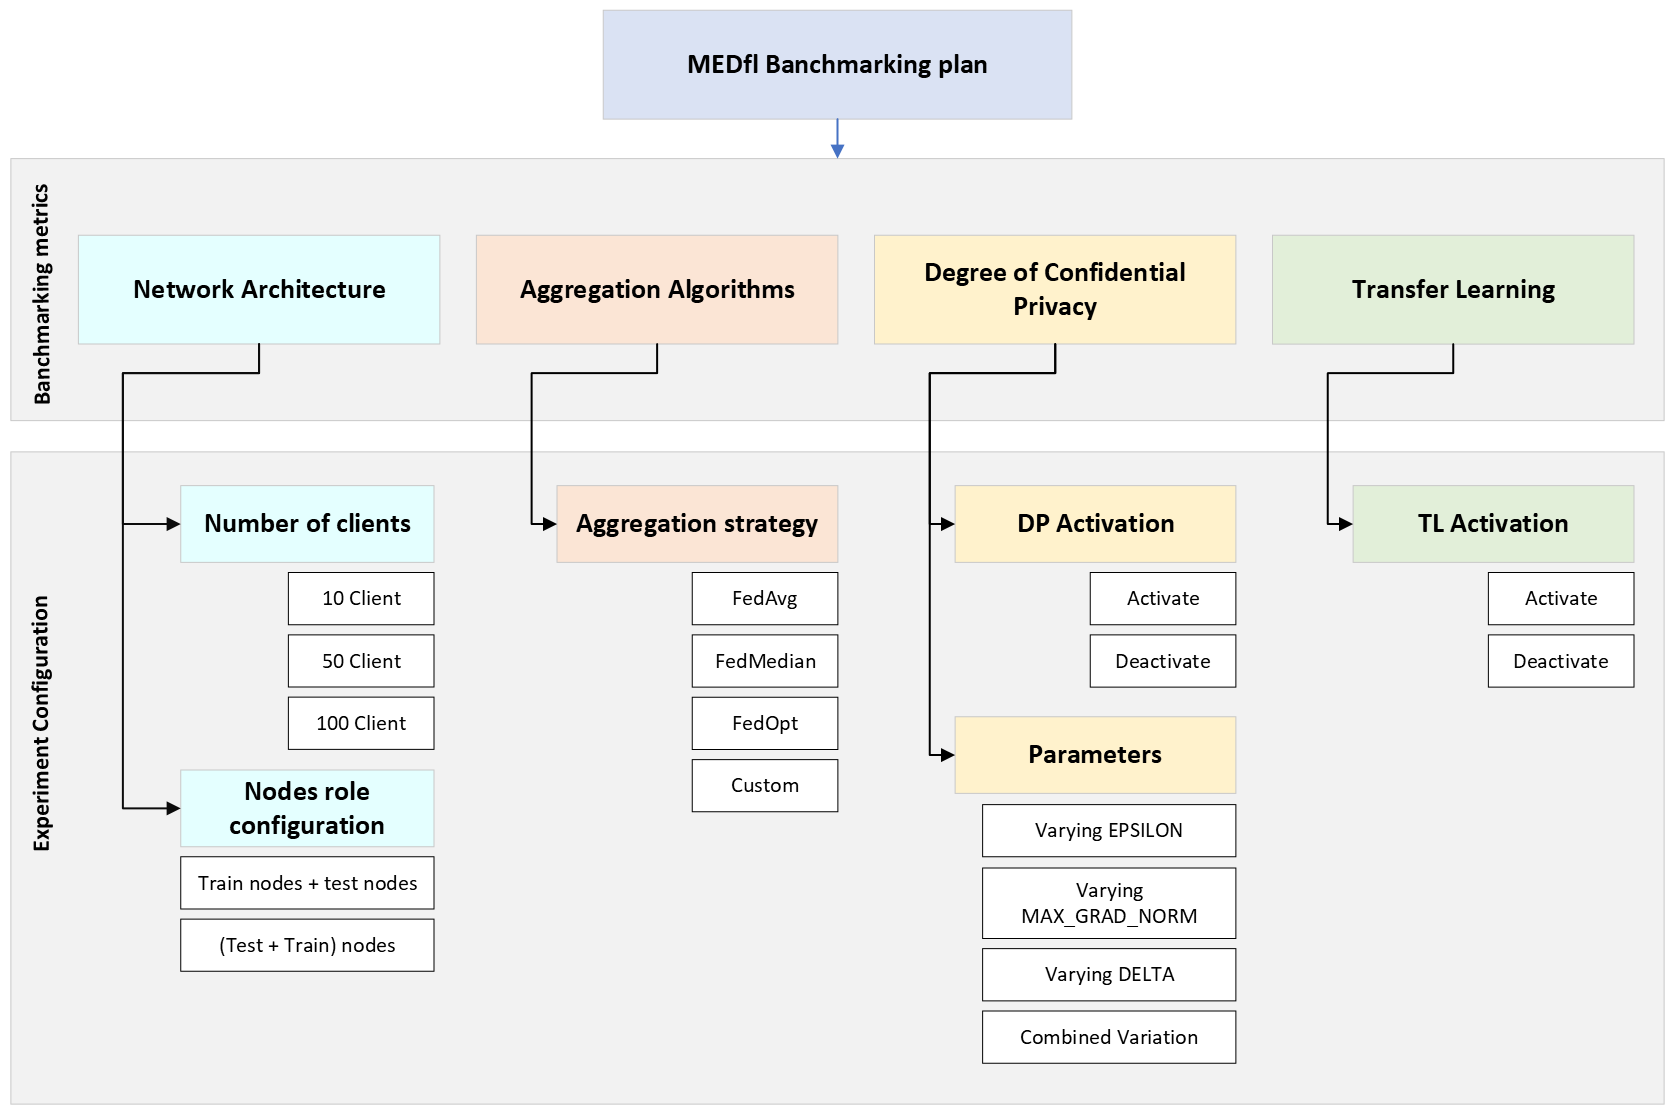 MEDfl Banchmarking plan
Banchmarking metrics
Network Architecture
Aggregation Algorithms
Degree of Confidential
Privacy
Transfer Learning
Experiment Configuration
Number of clients
10 Client
50 Client
100 Client
Nodes role
configuration
Train nodes + test nodes
(Test + Train) nodes
Aggregation strategy
FedAvg
FedMedian
FedOpt
Custom
DP Activation
Activate
Deactivate
Parameters
Varying EPSILON
Varying
MAX_GRAD_NORM
Varying DELTA
Combined Variation
TL Activation
Activate
Deactivate